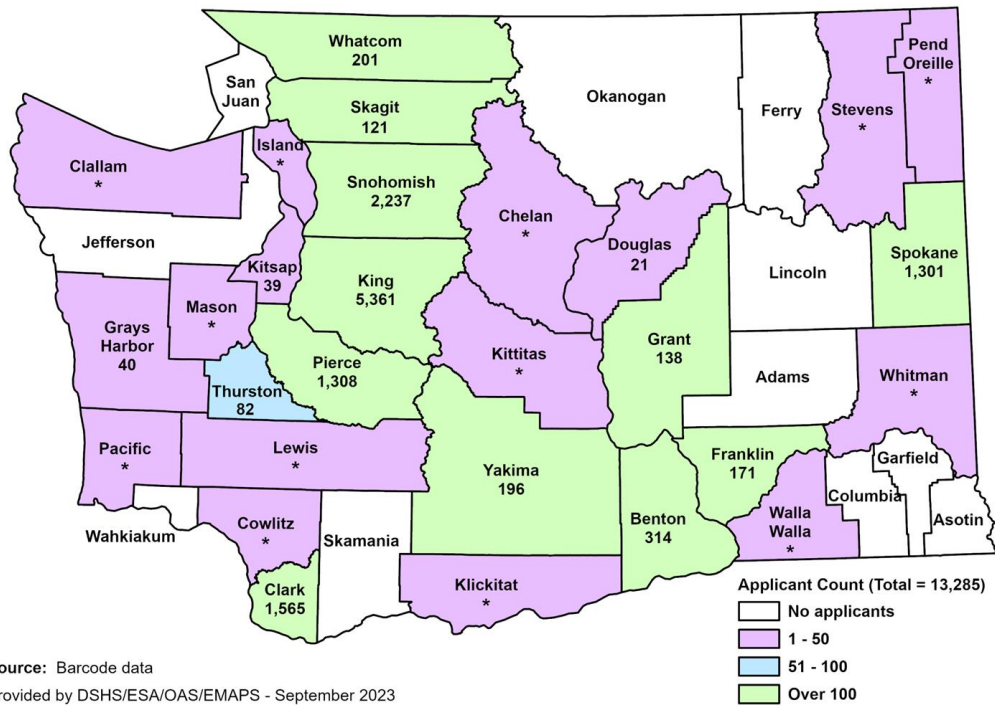 Whatcom
201
San
Juan
Skagit
121
Okanogan
Ferry
Stevens
*
Pend
Oreille
*
Clallam
*
Island
*
Snohomish
2,237
Chelan
*
Douglas
21
Jefferson
Kitsap
39
King
5,361
Lincoln
Spokane
1,301
Mason
*
Grays
Harbor
40
Pierce
1,308
Kittitas
*
Grant
138
Thurston
82
Adams
Whitman
*
Pacific
*
Lewis
*
Yakima
196
Franklin
171
Garfield
Columbia
Asotin
Wahkiakum
Cowlitz
*
Skamania
Benton
314
Walla
Walla
*
Clark
1,565
Klickitat
*
Applicant Count (Total = 13,285)
No applicants
1 - 50
51 - 100
Over 100
ource: Barcode data
rovided by DSHS/ESA/OAS/EMAPS - September 2023